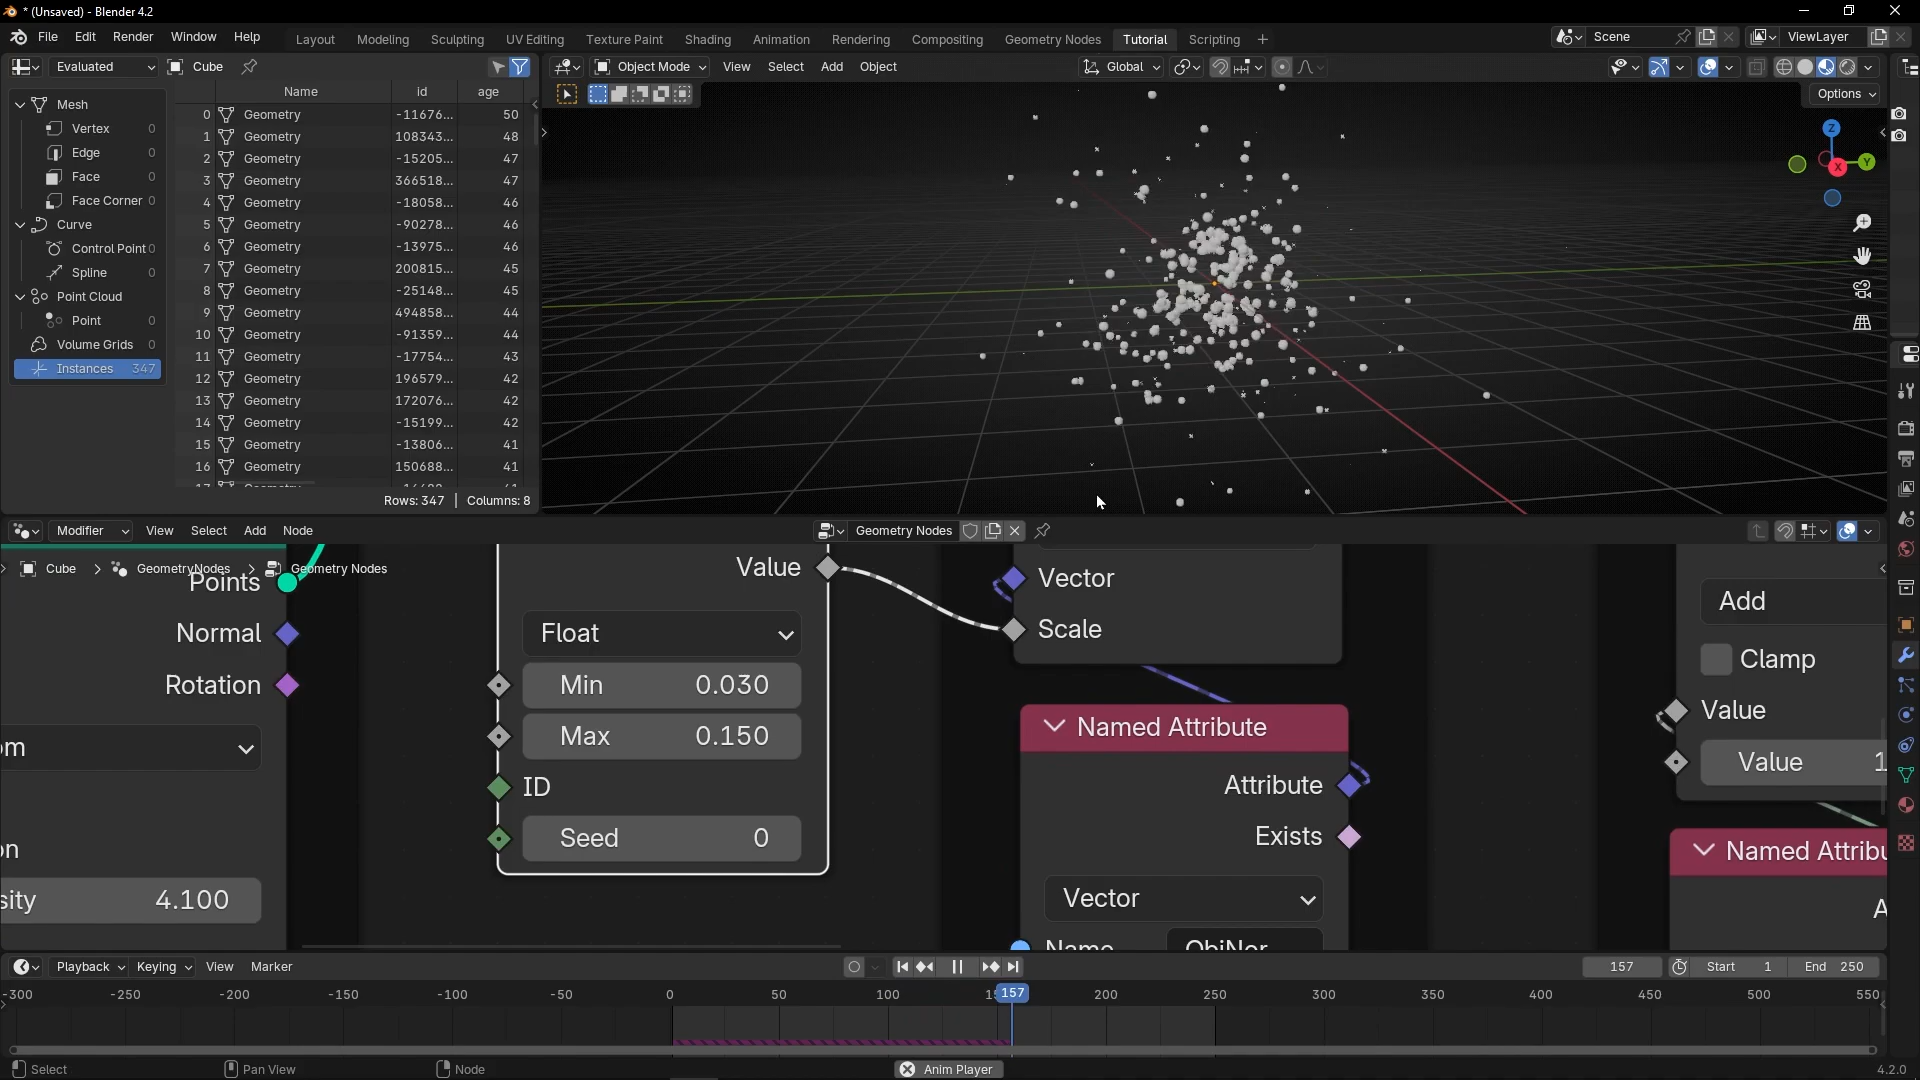 * (Unsaved) - Blender 4.2
File Edit Render Window Help Layout Modeling Sculpting UV Editing Texture Paint Shading Animation Rendering Compositing Geometry Nodes Tutorial Scripting + Scene ViewLayer
Evaluated Cube Object Mode View Select Add Object Global
Options
Name id age
Mesh
Vertex 0
Edge 0
Face 0
Face Corner 0
Curve
Control Point 0
Spline 0
Point Cloud
Point 0
Volume Grids 0
Instances 347
0 Geometry -11676... 50
1 Geometry 108343... 48
2 Geometry -15205... 47
3 Geometry 366518... 47
4 Geometry -18058... 46
5 Geometry -90278... 46
6 Geometry -13975... 46
7 Geometry 200815... 45
8 Geometry -25148... 45
9 Geometry 494858... 44
10 Geometry -91359... 44
11 Geometry -17754... 43
12 Geometry 196579... 42
13 Geometry 172076... 42
14 Geometry -15199... 42
15 Geometry -13806... 41
16 Geometry 150688... 41
Rows: 347 | Columns: 8
Z
Y
X
Modifier View Select Add Node Geometry Nodes
Cube > GeometryNodes > Geometry Nodes
Points
Normal
Rotation
om
on
sity 4.100
Value
Float
Min 0.030
Max 0.150
ID
Seed 0
Vector
Scale
Named Attribute
Attribute
Exists
Vector
Name ObjNor
Add
Clamp
Value
Value 1
Named Attribu
A
Playback Keying View Marker 157 Start 1 End 250
-300 -250 -200 -150 -100 -50 0 50 100 157 200 250 300 350 400 450 500 550
Select Pan View Node Anim Player 4.2.0